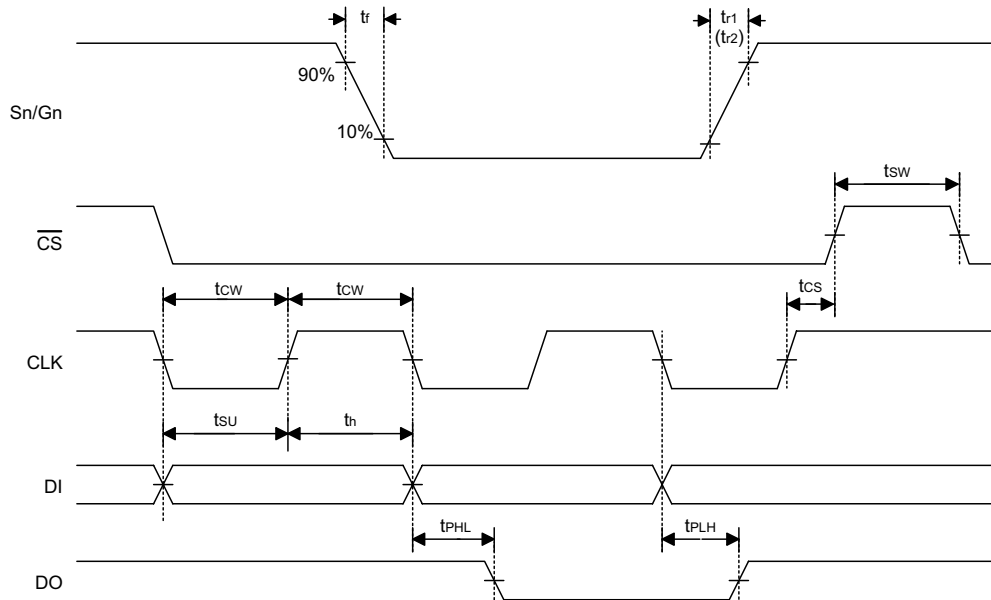 tf
tr1
(tr2)
90%
Sn/Gn
10%
tSW
CS
tCW
tCW
tCS
CLK
tSU
th
DI
tPHL
tPLH
DO